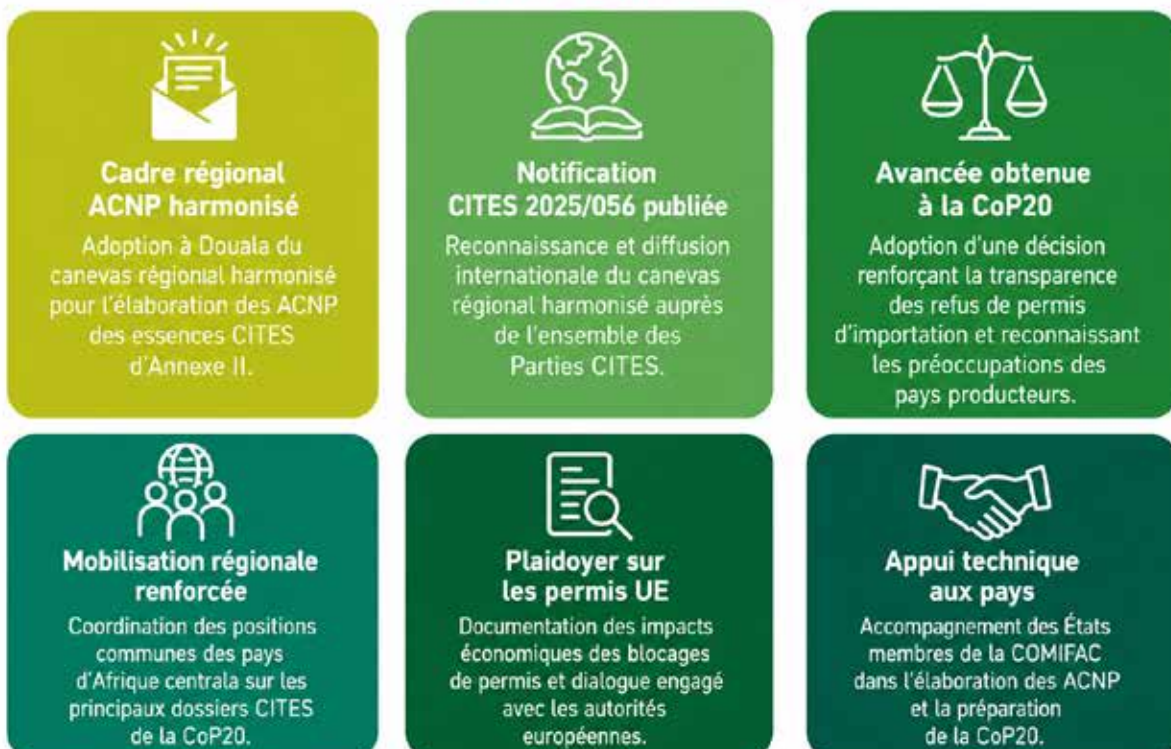 Cadre régional
ACNP harmonisé
Adoption à Douala du
canevas régionial harmonisé
pour l'élaboration des ACNP
des essences CITES
d'Annexe II.
Notification
CITES 2025/056 publiée
Reconnaissance et diffusion
internationale du canevas
régional harmonisé auprès
de l'ensemble des
Parties CITES.
Avancée obtenue
à la CoP20
Adoption d'une décision
renforçant la transparence
des refus de permis
d'importation et reconnaissant
les préoccupations des
pays producteurs.
Mobilisation régionale
renforcée
Coordination des positions
communes des pays
d'Afrique centrala sur les
principaux dossiers CITES
de la CoP20.
Plaidoyer sur
les permis UE
Documentation des impacts
économiques des blocages
de permis et dialogue engagé
avec les autorités
européennes.
Appui technique
aux pays
Accompagnement des États
membres de la COMIFAC
dans l'élaboration des ACNP
et la préparation
de la CoP20.